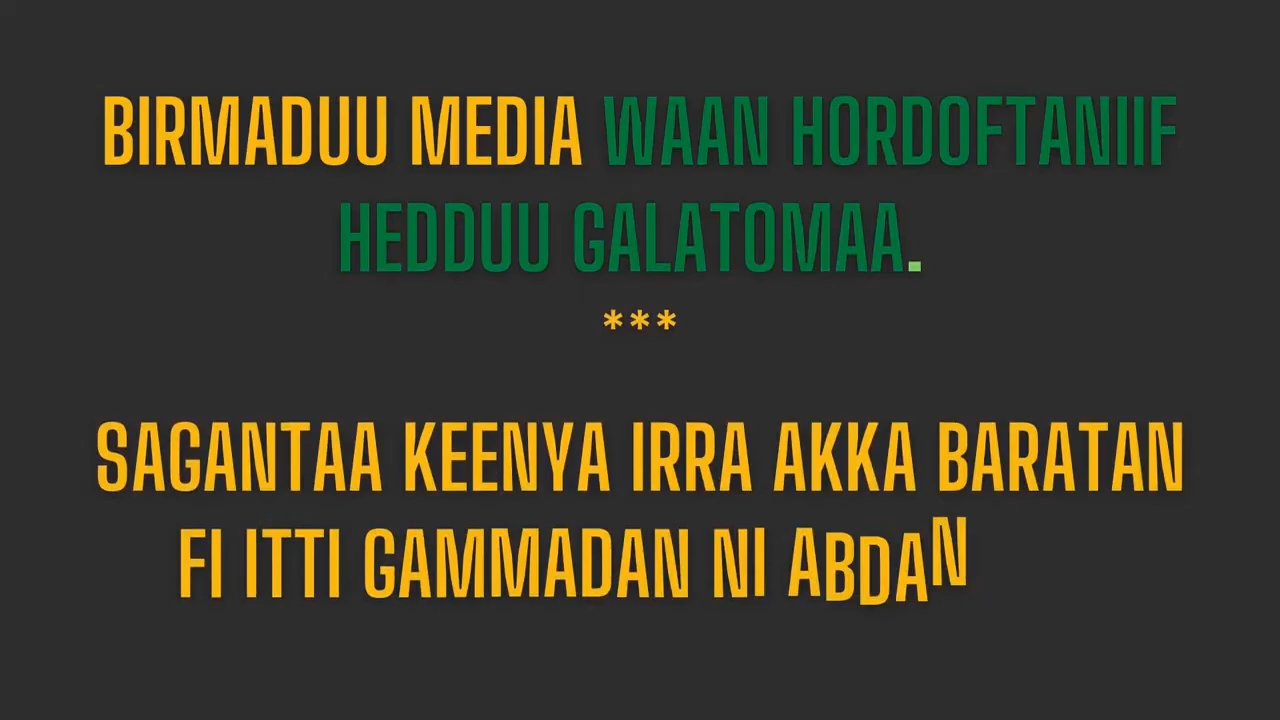 BIRMADUU MEDIA WAAN HORDOFTANIIF
HEDDUU GALATOMAA.
***
SAGANTAA KEENYA IRRA AKKA BARATAN
FI ITTI GAMMADAN NI ABDAN